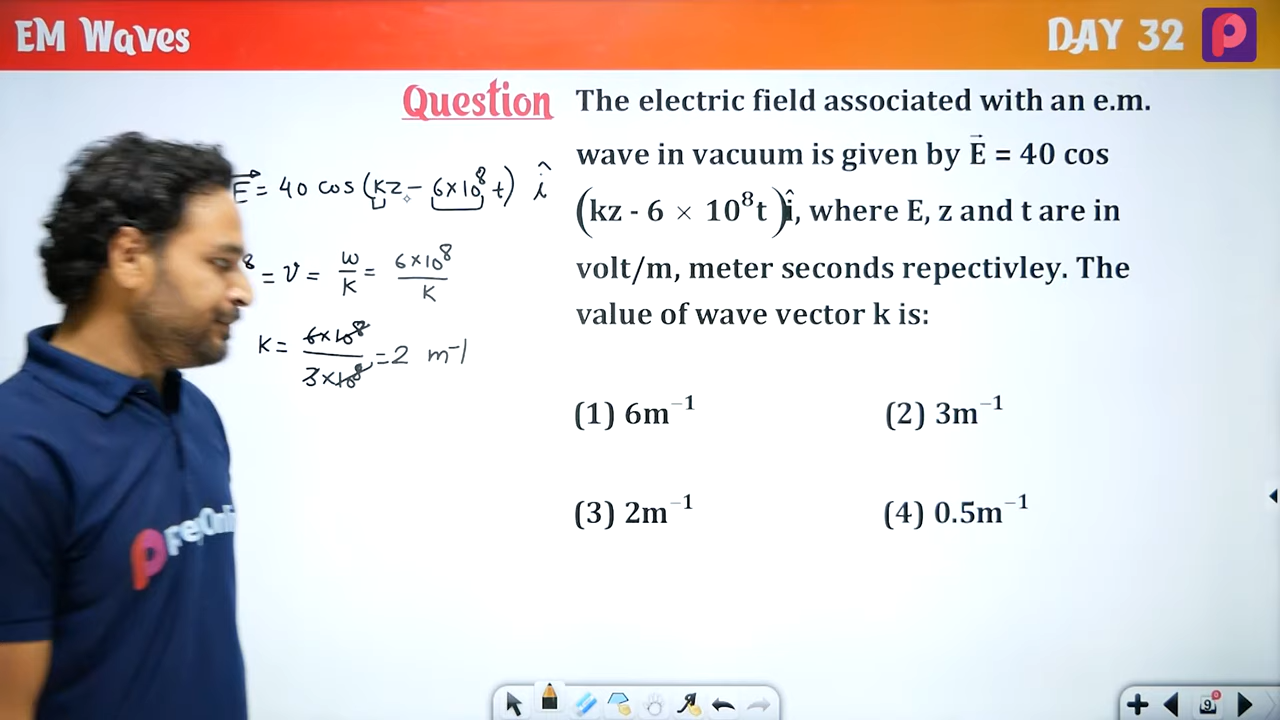 EM Waves
DAY 32
Question
The electric field associated with an e.m.
wave in vacuum is given by E⃗ = 40 cos
(kz - 6 × 10⁸t)î, where E, z and t are in
volt/m, meter seconds repectivley. The
value of wave vector k is:
(1) 6m⁻¹ (2) 3m⁻¹
(3) 2m⁻¹ (4) 0.5m⁻¹
E⃗ = 40 cos (kz - 6×10⁸ t) î
8 = v = ω/k = 6×10⁸/k
k = 6×10⁸/3×10⁸ = 2 m⁻¹
9